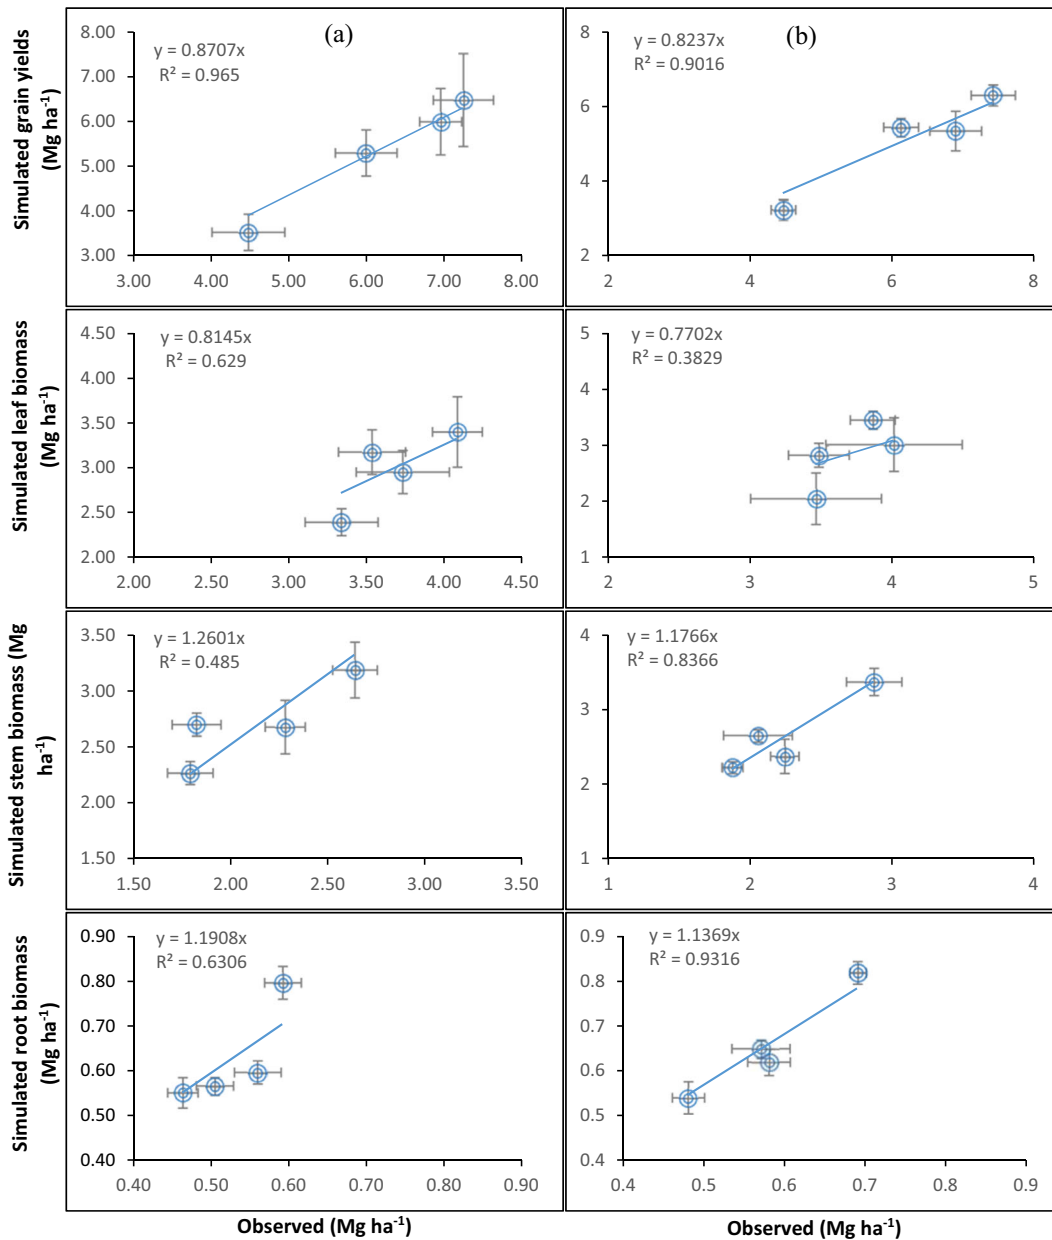 Simulated grain yields
(Mg ha⁻¹)
(a)
y = 0.8707x
R² = 0.965
8.00
7.00
6.00
5.00
4.00
3.00
3.00 4.00 5.00 6.00 7.00 8.00
(b)
y = 0.8237x
R² = 0.9016
8
6
4
2
2 4 6 8
Simulated leaf biomass
(Mg ha⁻¹)
y = 0.8145x
R² = 0.629
4.50
4.00
3.50
3.00
2.50
2.00
2.00 2.50 3.00 3.50 4.00 4.50
y = 0.7702x
R² = 0.3829
5
4
3
2
1
2 3 4 5
Simulated stem biomass (Mg
ha⁻¹)
y = 1.2601x
R² = 0.485
3.50
3.00
2.50
2.00
1.50
1.50 2.00 2.50 3.00 3.50
y = 1.1766x
R² = 0.8366
4
3
2
1
1 2 3 4
Simulated root biomass
(Mg ha⁻¹)
y = 1.1908x
R² = 0.6306
0.90
0.80
0.70
0.60
0.50
0.40
0.40 0.50 0.60 0.70 0.80 0.90
Observed (Mg ha⁻¹)
y = 1.1369x
R² = 0.9316
0.9
0.8
0.7
0.6
0.5
0.4
0.4 0.5 0.6 0.7 0.8 0.9
Observed (Mg ha⁻¹)